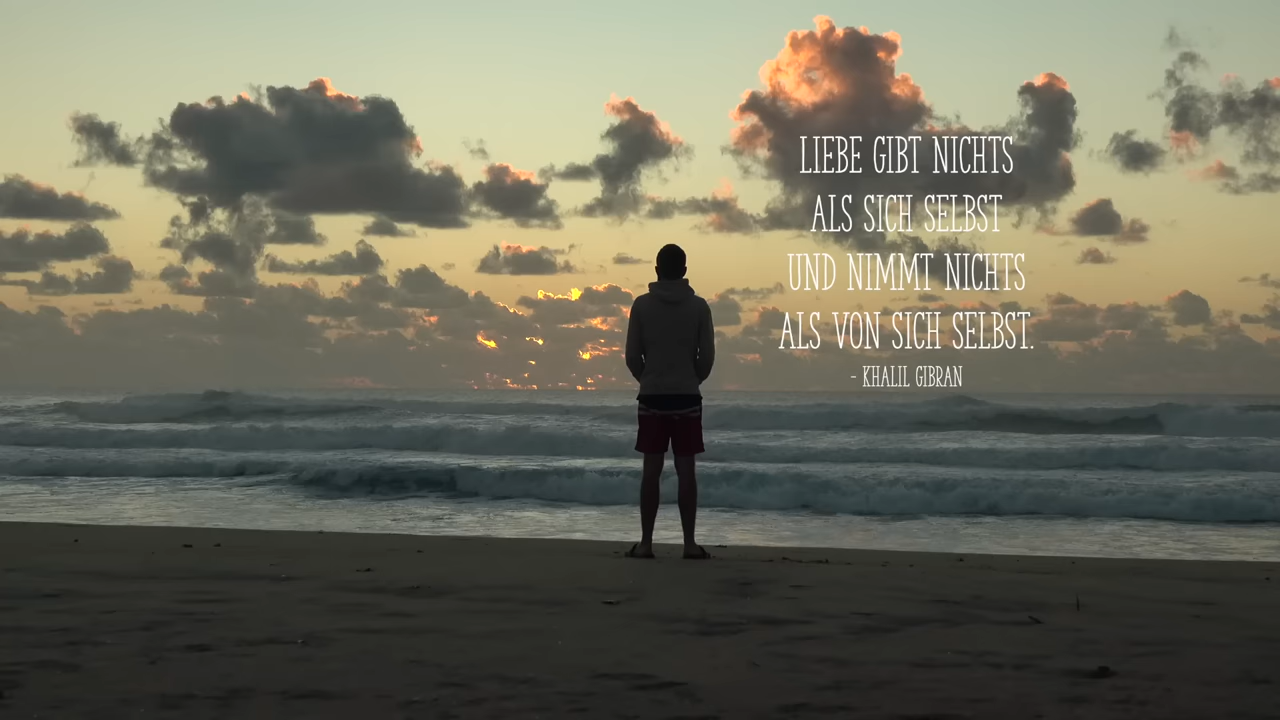 LIEBE GIBT NICHTS
ALS SICH SELBST
UND NIMMT NICHTS
ALS VON SICH SELBST.
- KHALIL GIBRAN